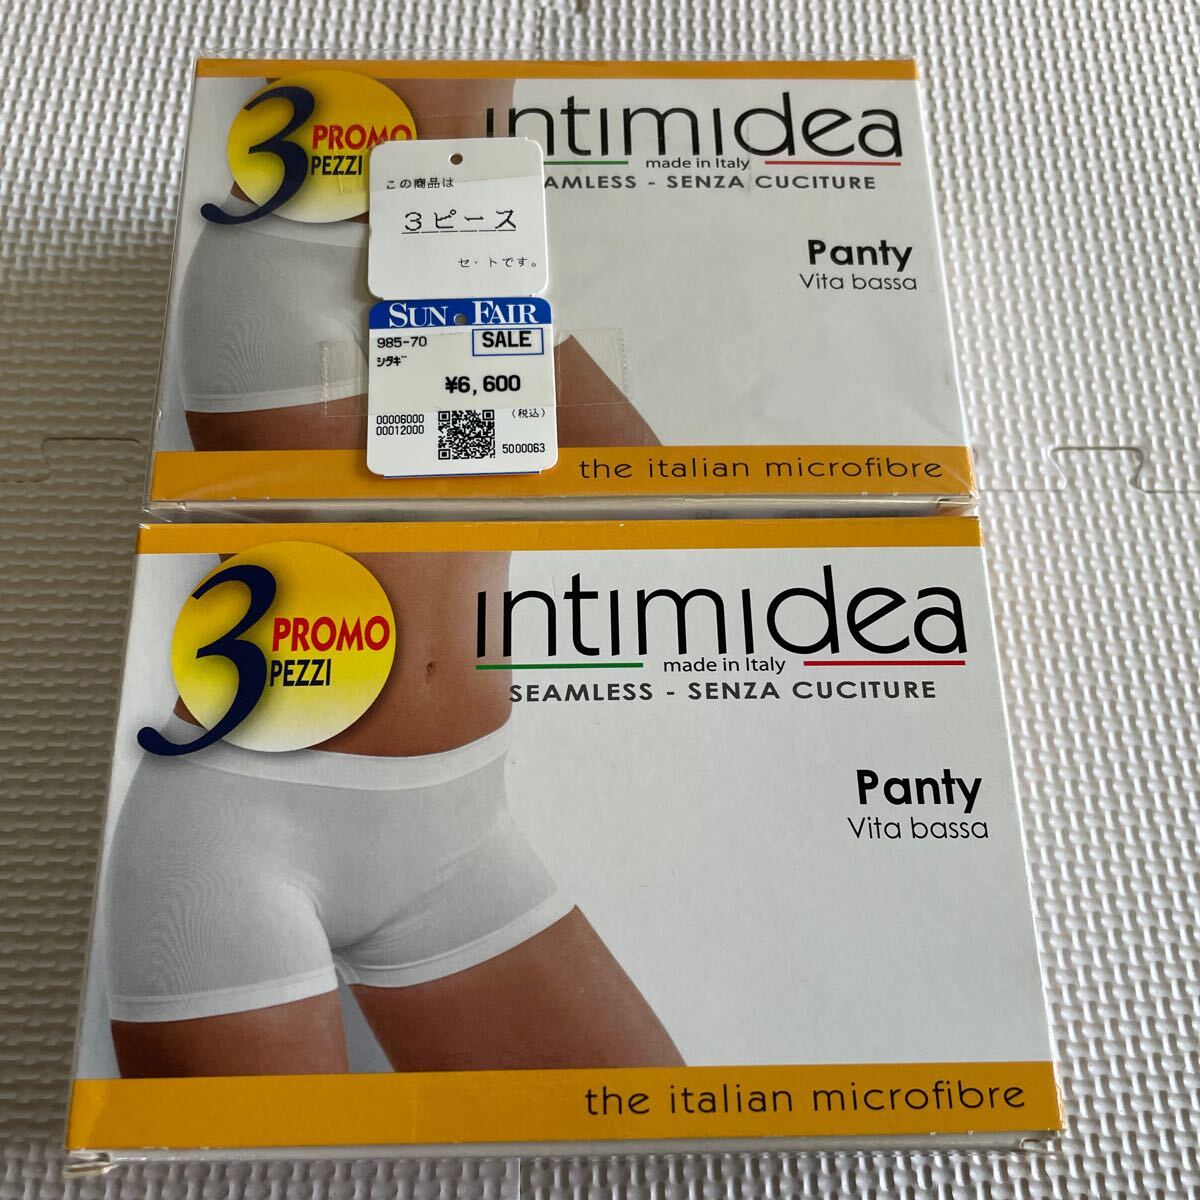 3 PROMO
PEZZI
intimidea
made in Italy
AMLESS - SENZA CUCITURE
Panty
Vita bassa
この商品は
3ピース
セットです。
SUN FAIR
985-70
SALE
シタギ
¥6,600
(税込)
00006000
00012000
5000063
the italian microfibre
3 PROMO
PEZZI
intimidea
made in Italy
SEAMLESS - SENZA CUCITURE
Panty
Vita bassa
the italian microfibre